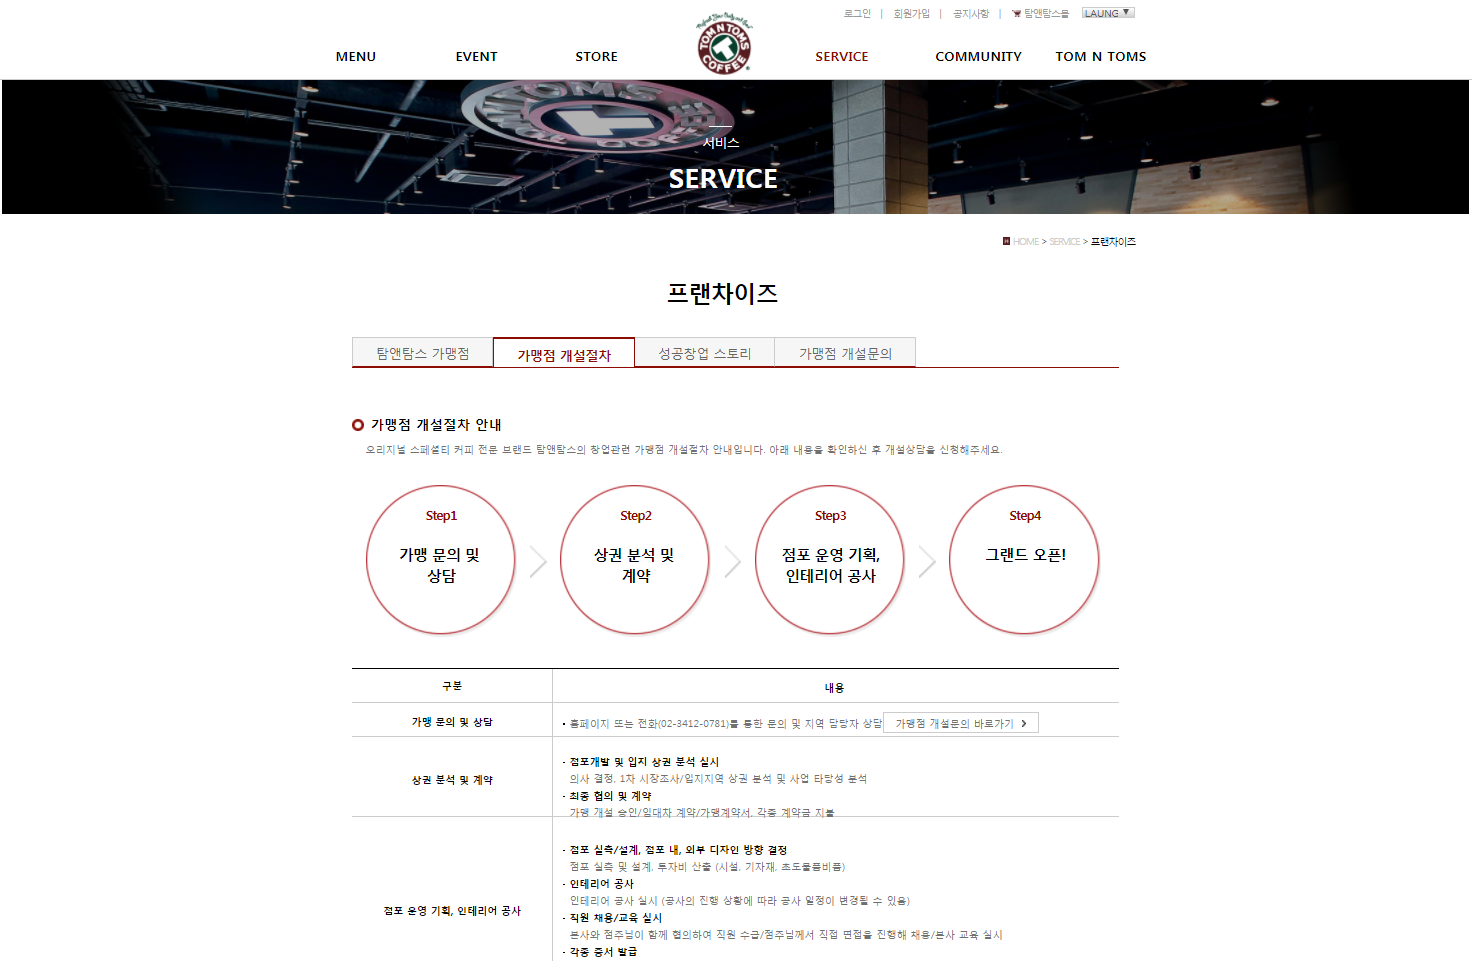 로그인 | 회원가입 | 공지사항 | 탐앤탐스몰 LAUNG ▼
MENU EVENT STORE TOM N TOMS COFFEE SERVICE COMMUNITY TOM N TOMS
서비스
SERVICE
HOME > SERVICE > 프랜차이즈
프랜차이즈
탐앤탐스 가맹점 가맹점 개설절차 성공창업 스토리 가맹점 개설문의
가맹점 개설절차 안내
오리지널 스페셜티 커피 전문 브랜드 탐앤탐스의 창업관련 가맹점 개설절차 안내입니다. 아래 내용을 확인하신 후 개설상담을 신청해주세요.
Step1
가맹 문의 및
상담
Step2
상권 분석 및
계약
Step3
점포 운영 기획,
인테리어 공사
Step4
그랜드 오픈!
구분 내용
가맹 문의 및 상담
· 홈페이지 또는 전화(02-3412-0781)를 통한 문의 및 지역 담당자 상담 가맹점 개설문의 바로가기 >
상권 분석 및 계약
· 점포개발 및 입지 상권 분석 실시
의사 결정, 1차 시장조사/입지지역 상권 분석 및 사업 타당성 분석
· 최종 협의 및 계약
가맹 개설 승인/임대차 계약/가맹계약서, 각종 계약금 지불
점포 운영 기획, 인테리어 공사
· 점포 실측/설계, 점포 내, 외부 디자인 방향 결정
점포 실측 및 설계, 투자비 산출 (시설, 기자재, 초도물품비품)
· 인테리어 공사
인테리어 공사 실시 (공사의 진행 상황에 따라 공사 일정이 변경될 수 있음)
· 직원 채용/교육 실시
본사와 점주님이 함께 협의하여 직원 수급/점주님께서 직접 면접을 진행해 채용/본사 교육 실시
· 각종 증서 발급